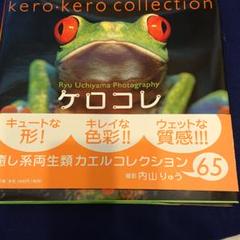 kero・kero collection
Ryu Uchiyama Photography
ケロコレ
キュートな
形!
キレイな
色彩!!
ウェットな
質感!!!
癒し系両生類カエルコレクション 65
撮影 内山りゅう